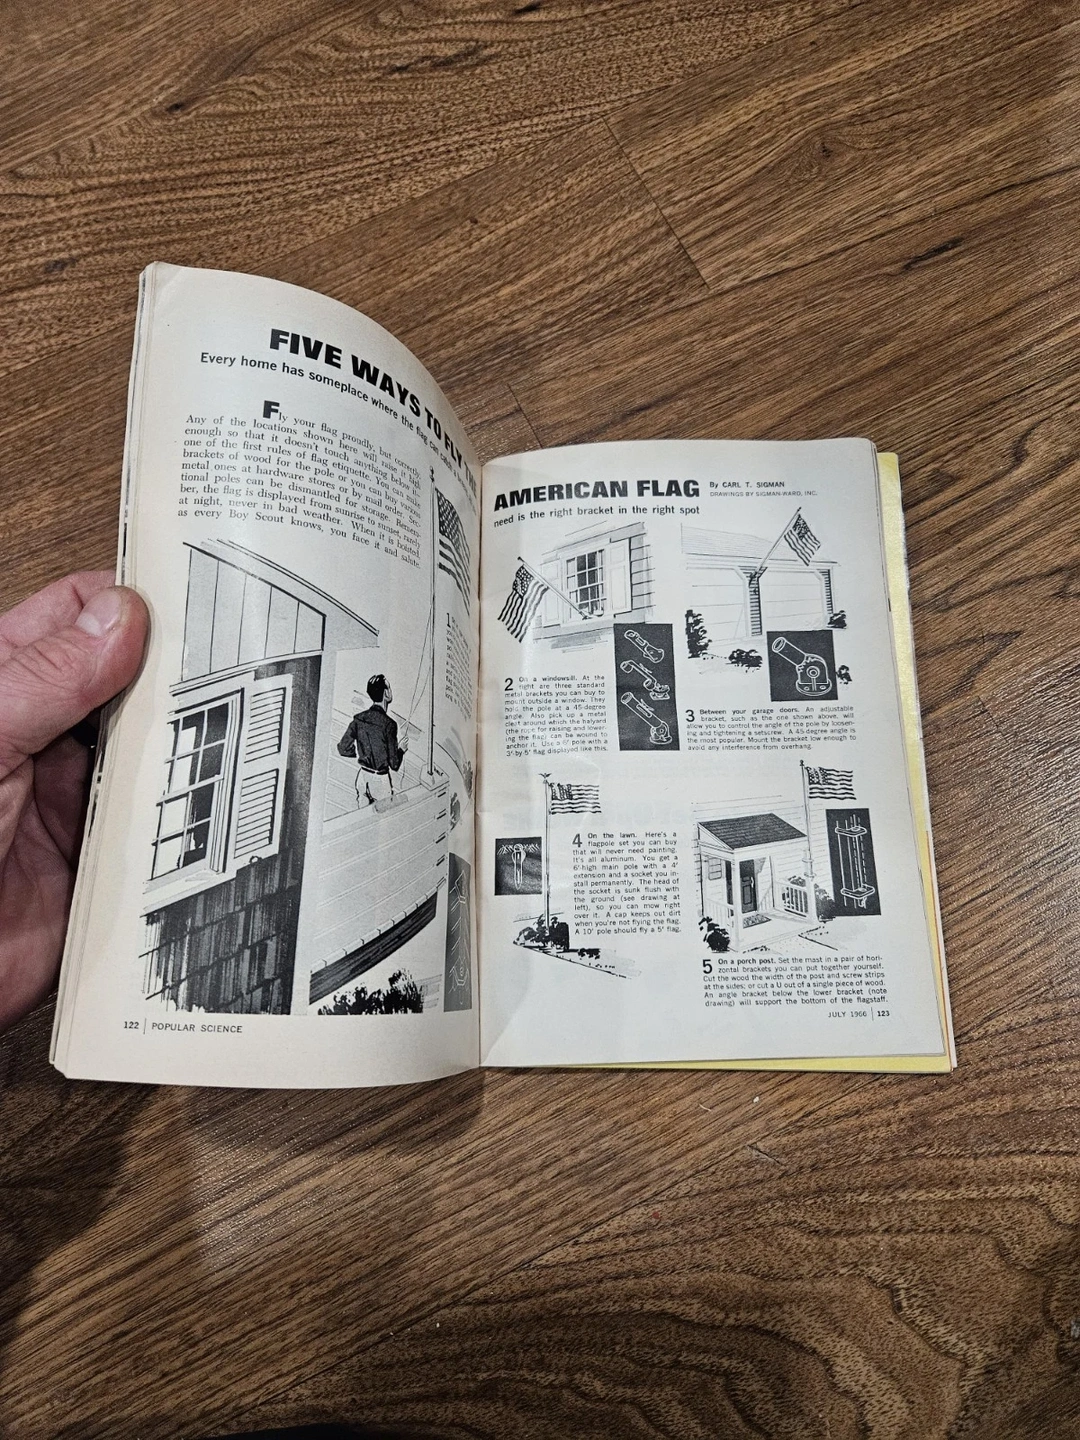 FIVE WAYS TO FLY THE
Every home has someplace where the flag can
Fly your flag proudly, but correctly.
Any of the locations shown here will raise it high
enough so that it doesn't touch anything below it—
one of the first rules of flag etiquette. You can make
brackets of wood for the pole or you can buy various
metal ones at hardware stores or by mail order. Sec-
tional poles can be dismantled for storage. Remem-
ber, the flag is displayed from sunrise to sunset, rarely
at night, never in bad weather. When it is hoisted,
as every Boy Scout knows, you face it and salute.
1
122 | POPULAR SCIENCE
AMERICAN FLAG
By CARL T. SIGMAN
DRAWINGS BY SIGMAN-WARD, INC.
need is the right bracket in the right spot
2 On a windowsill. At the
right are three standard
metal brackets you can buy to
mount outside a window. They
hold the pole at a 45-degree
angle. Also pick up a metal
cleat around which the halyard
(the rope for raising and lower-
ing the flag) can be wound to
anchor it. Use a 6' pole with a
3'-by-5' flag displayed like this.
3 Between your garage doors. An adjustable
bracket, such as the one shown above, will
allow you to control the angle of the pole by loosen-
ing and tightening a setscrew. A 45-degree angle is
the most popular. Mount the bracket low enough to
avoid any interference from overhang.
4 On the lawn. Here's a
flagpole set you can buy
that will never need painting.
It's all aluminum. You get a
6'-high main pole with a 4'
extension and a socket you in-
stall permanently. The head of
the socket is sunk flush with
the ground (see drawing at
left), so you can mow right
over it. A cap keeps out dirt
when you're not flying the flag.
A 10' pole should fly a 5' flag.
5 On a porch post. Set the mast in a pair of hori-
zontal brackets you can put together yourself.
Cut the wood the width of the post and screw strips
at the sides; or cut a U out of a single piece of wood.
An angle bracket below the lower bracket (note
drawing) will support the bottom of the flagstaff.
JULY 1966 | 123